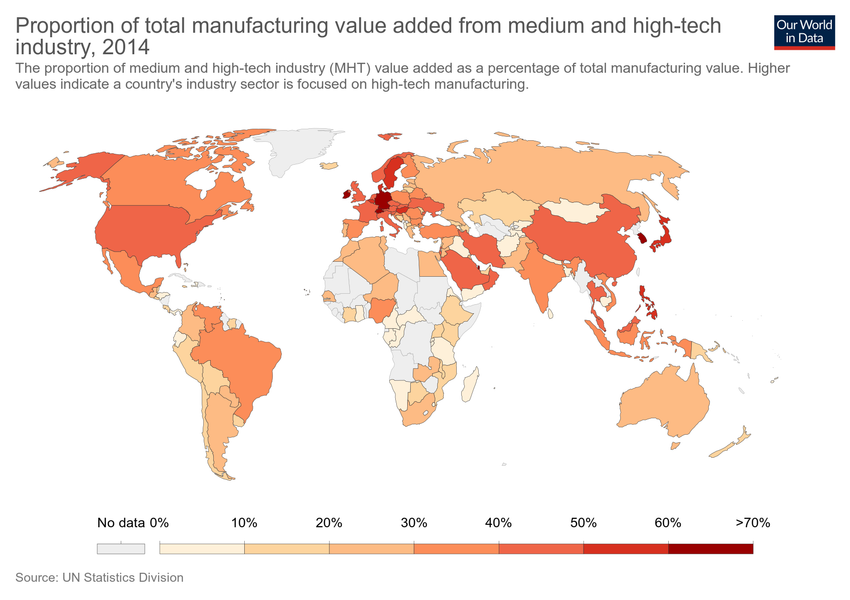 Proportion of total manufacturing value added from medium and high-tech
industry, 2014
Our World
in Data
The proportion of medium and high-tech industry (MHT) value added as a percentage of total manufacturing value. Higher
values indicate a country's industry sector is focused on high-tech manufacturing.
No data 0% 10% 20% 30% 40% 50% 60% >70%
Source: UN Statistics Division